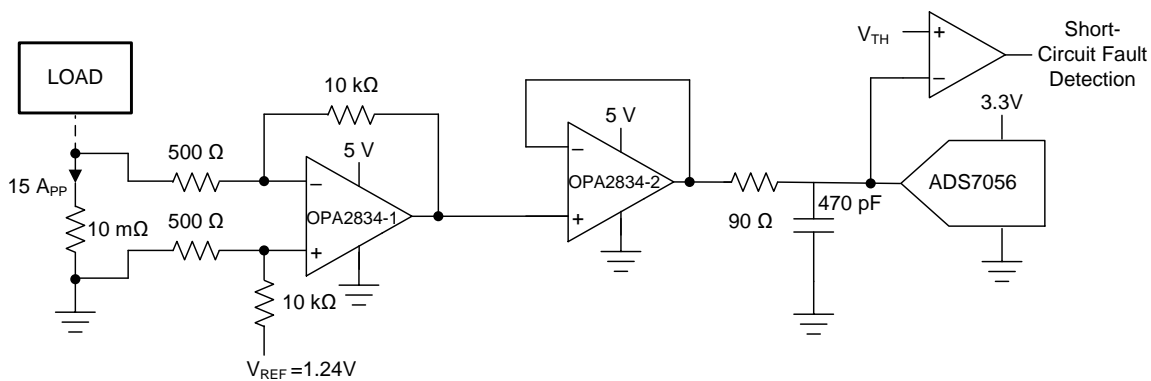 LOAD
15 APP
10 mΩ
500 Ω
500 Ω
10 kΩ
5 V
−
OPA2834-1
+
10 kΩ
VREF =1.24V
5 V
−
OPA2834-2
+
90 Ω
470 pF
VTH
+
−
Short-
Circuit Fault
Detection
3.3V
ADS7056